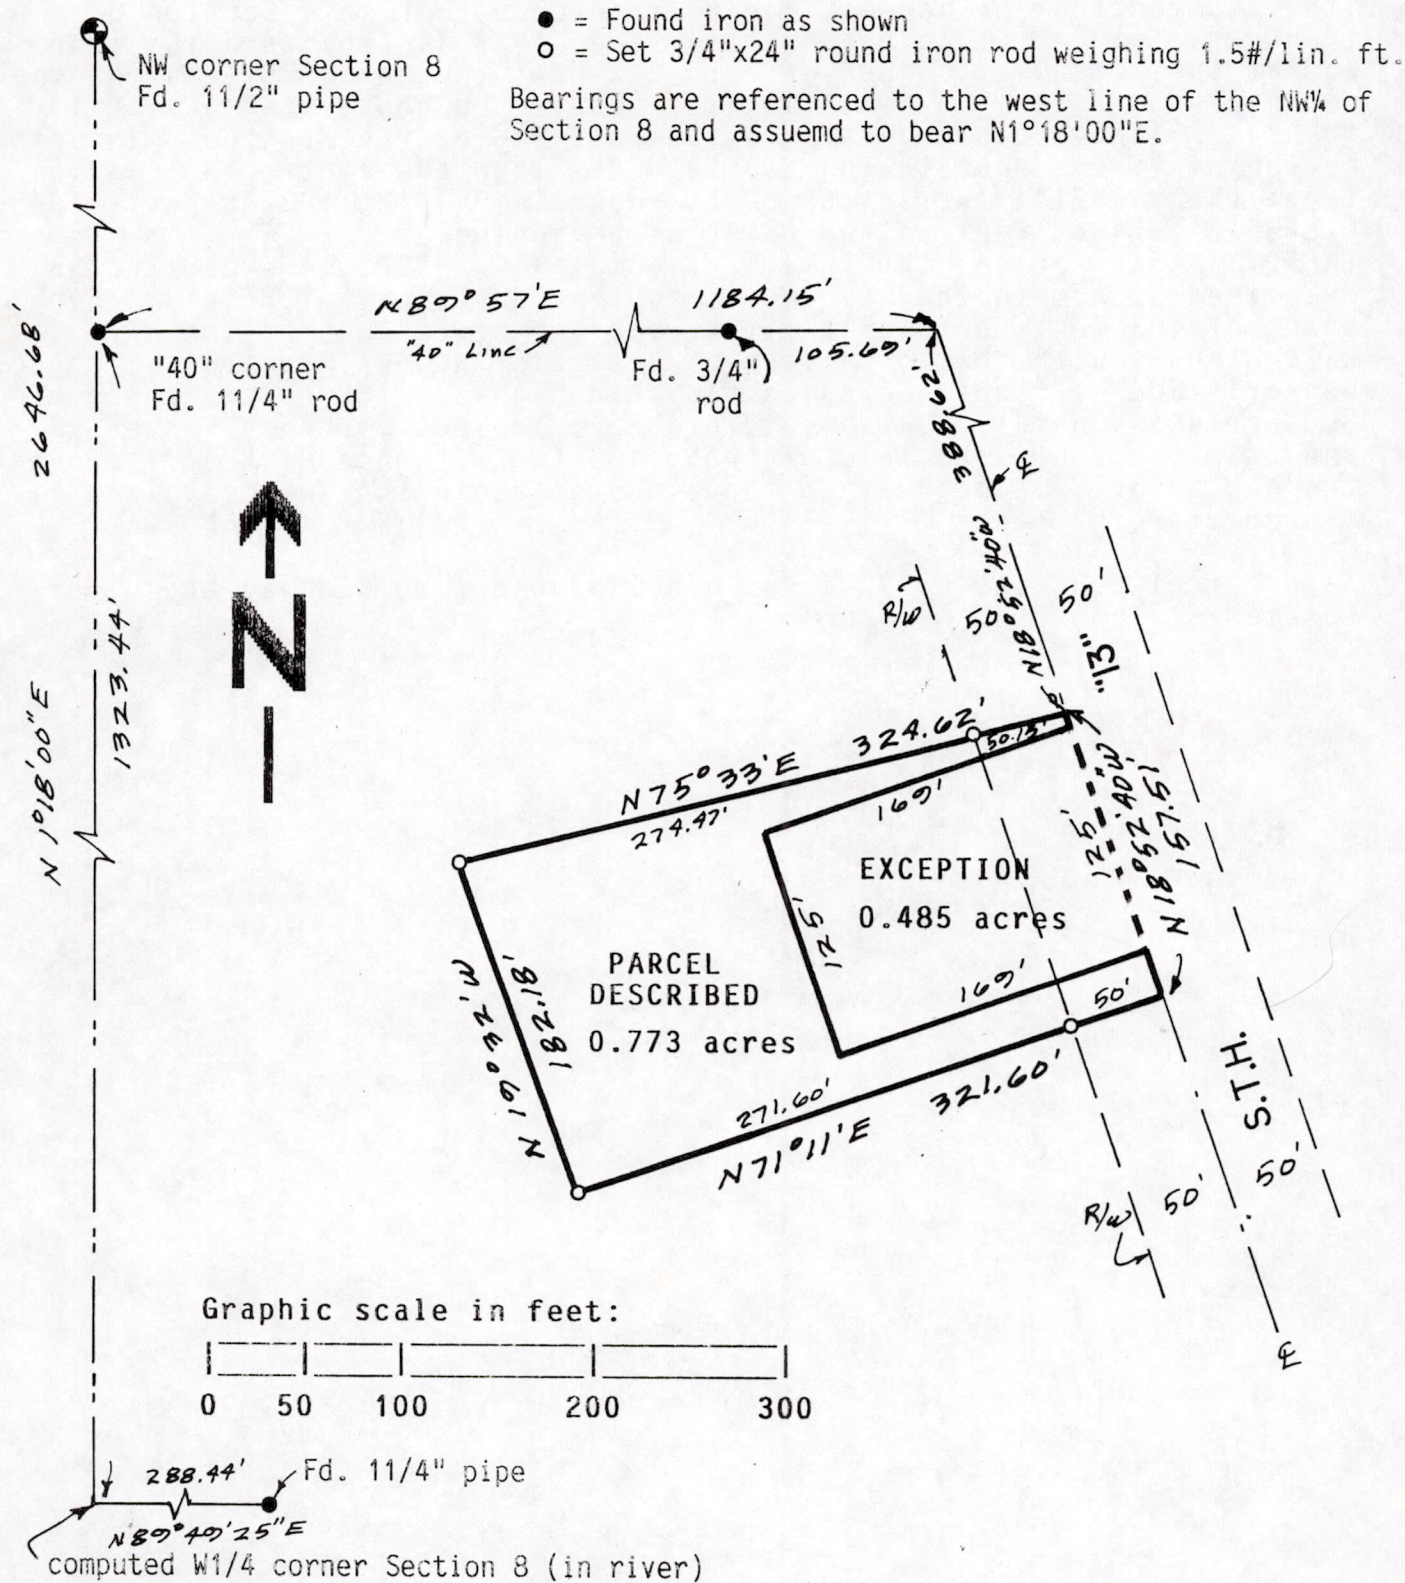 ● = Found iron as shown
○ = Set 3/4"x24" round iron rod weighing 1.5#/lin. ft.
NW corner Section 8
Fd. 11/2" pipe
Bearings are referenced to the west line of the NW¼ of
Section 8 and assuemd to bear N1°18'00"E.
N89°57'E
1184.15'
"40" Line
105.69'
"40" corner
Fd. 11/4" rod
Fd. 3/4"
rod
2646.68'
388.62'
℄
N18°52'40"W
R/W
50'
50'
"13"
N
1323.44'
N 1°18'00"E
N75°33'E
324.62'
274.47'
50.15'
169'
125'
N18°52'40"W
157.51'
EXCEPTION
0.485 acres
125'
PARCEL
DESCRIBED
0.773 acres
169'
50'
N 19°32'W
182.18'
271.60'
321.60'
N71°11'E
S.T.H.
R/W
50'
50'
℄
Graphic scale in feet:
0 50 100 200 300
288.44'
Fd. 11/4" pipe
N89°49'25"E
computed W1/4 corner Section 8 (in river)